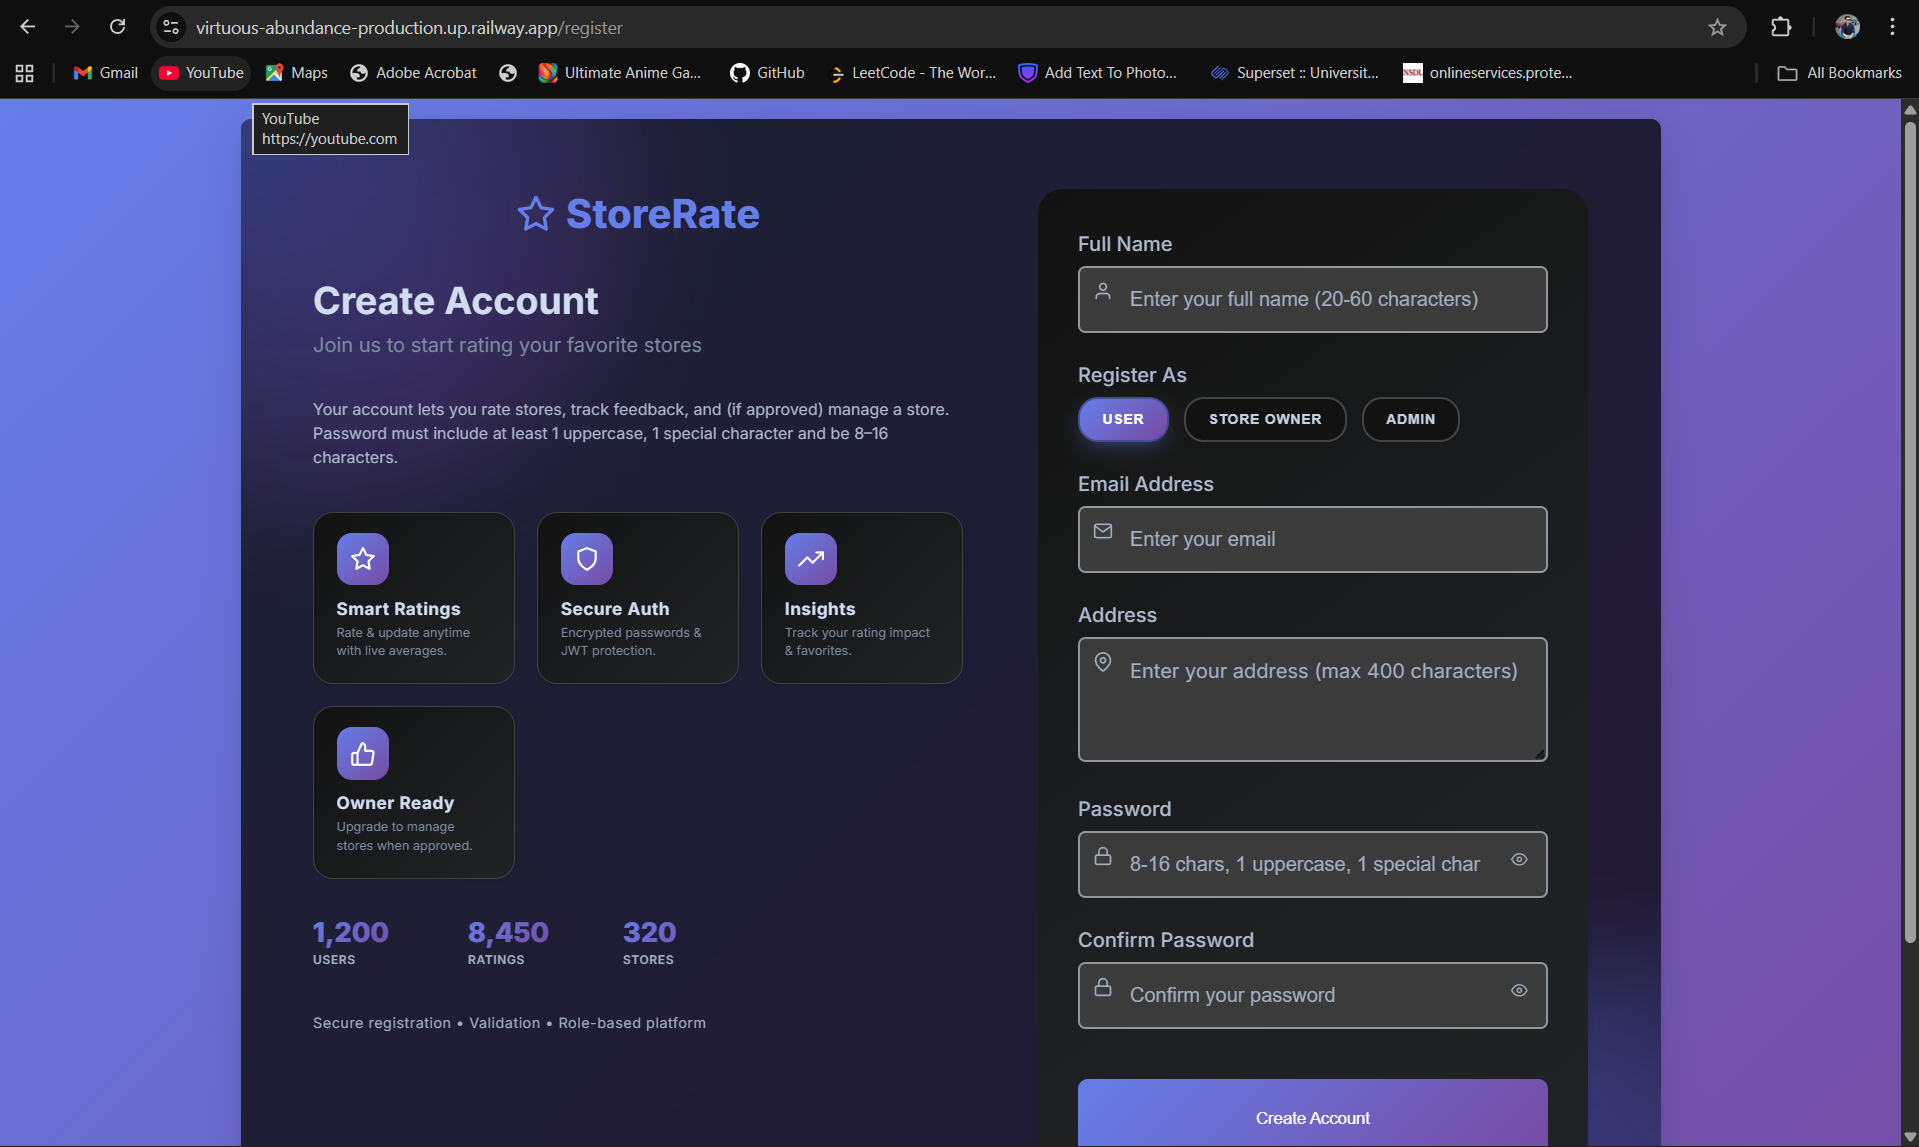 virtuous-abundance-production.up.railway.app/register
Gmail
YouTube
Maps
Adobe Acrobat
Ultimate Anime Ga...
GitHub
LeetCode - The Wor...
Add Text To Photo...
Superset :: Universit...
NSDL
onlineservices.prote...
All Bookmarks
YouTube
https://youtube.com
StoreRate
Create Account
Join us to start rating your favorite stores
Your account lets you rate stores, track feedback, and (if approved) manage a store.
Password must include at least 1 uppercase, 1 special character and be 8–16
characters.
Smart Ratings
Rate & update anytime
with live averages.
Secure Auth
Encrypted passwords &
JWT protection.
Insights
Track your rating impact
& favorites.
Owner Ready
Upgrade to manage
stores when approved.
1,200
USERS
8,450
RATINGS
320
STORES
Secure registration • Validation • Role-based platform
Full Name
Enter your full name (20-60 characters)
Register As
USER
STORE OWNER
ADMIN
Email Address
Enter your email
Address
Enter your address (max 400 characters)
Password
8-16 chars, 1 uppercase, 1 special char
Confirm Password
Confirm your password
Create Account